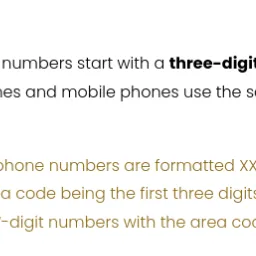 numbers start with a three-digit
nes and mobile phones use the s
phone numbers are formatted XX
a code being the first three digits
-digit numbers with the area co